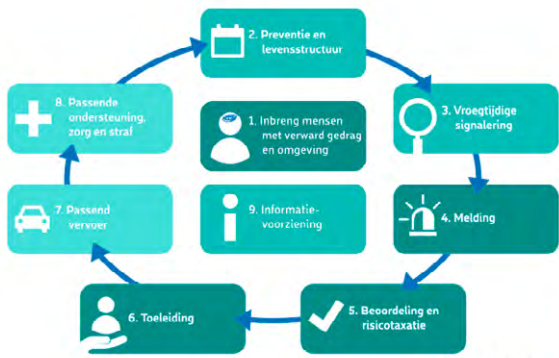 2. Preventie en
levensstructuur
8. Passende
ondersteuning,
zorg en straf
1. Inbreng mensen
met verward gedrag
en omgeving
3. Vroegtijdige
signalering
7. Passend
vervoer
9. Informatie-
voorziening
4. Melding
6. Toeleiding
5. Beoordeling en
risicotaxatie